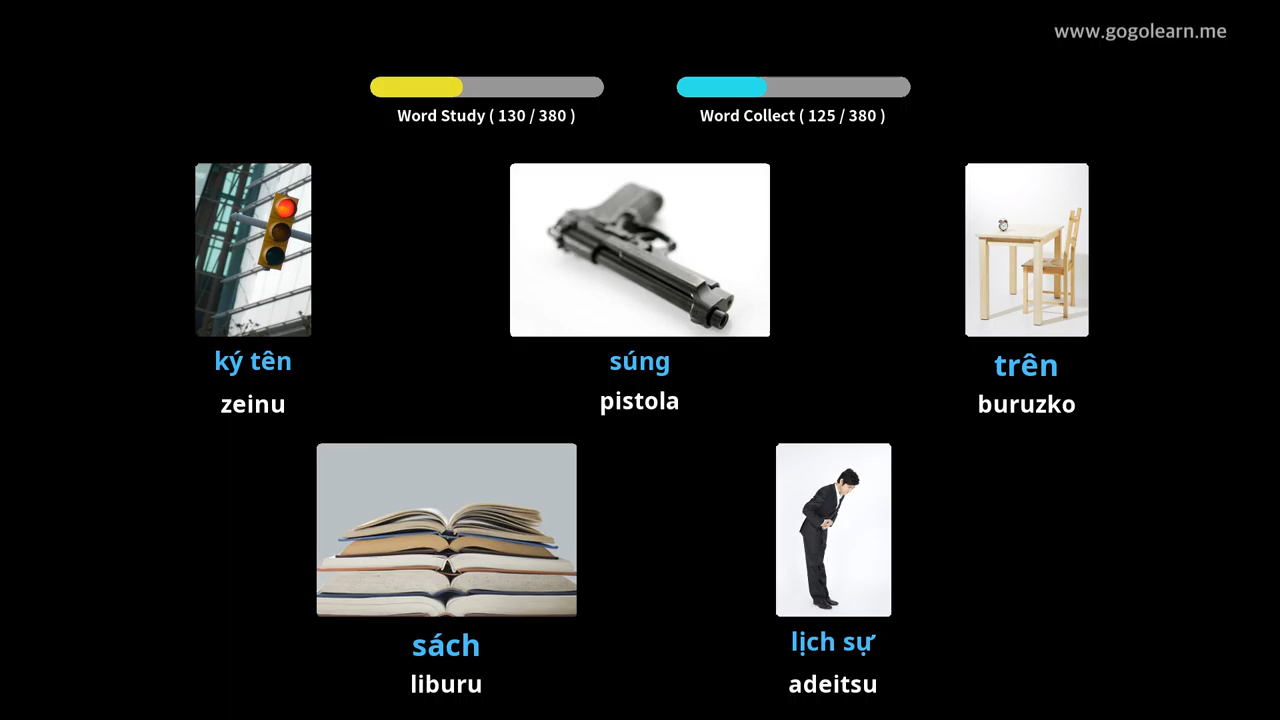 www.gogolearn.me
Word Study ( 130 / 380 )
Word Collect ( 125 / 380 )
ký tên
zeinu
súng
pistola
trên
buruzko
sách
liburu
lịch sự
adeitsu